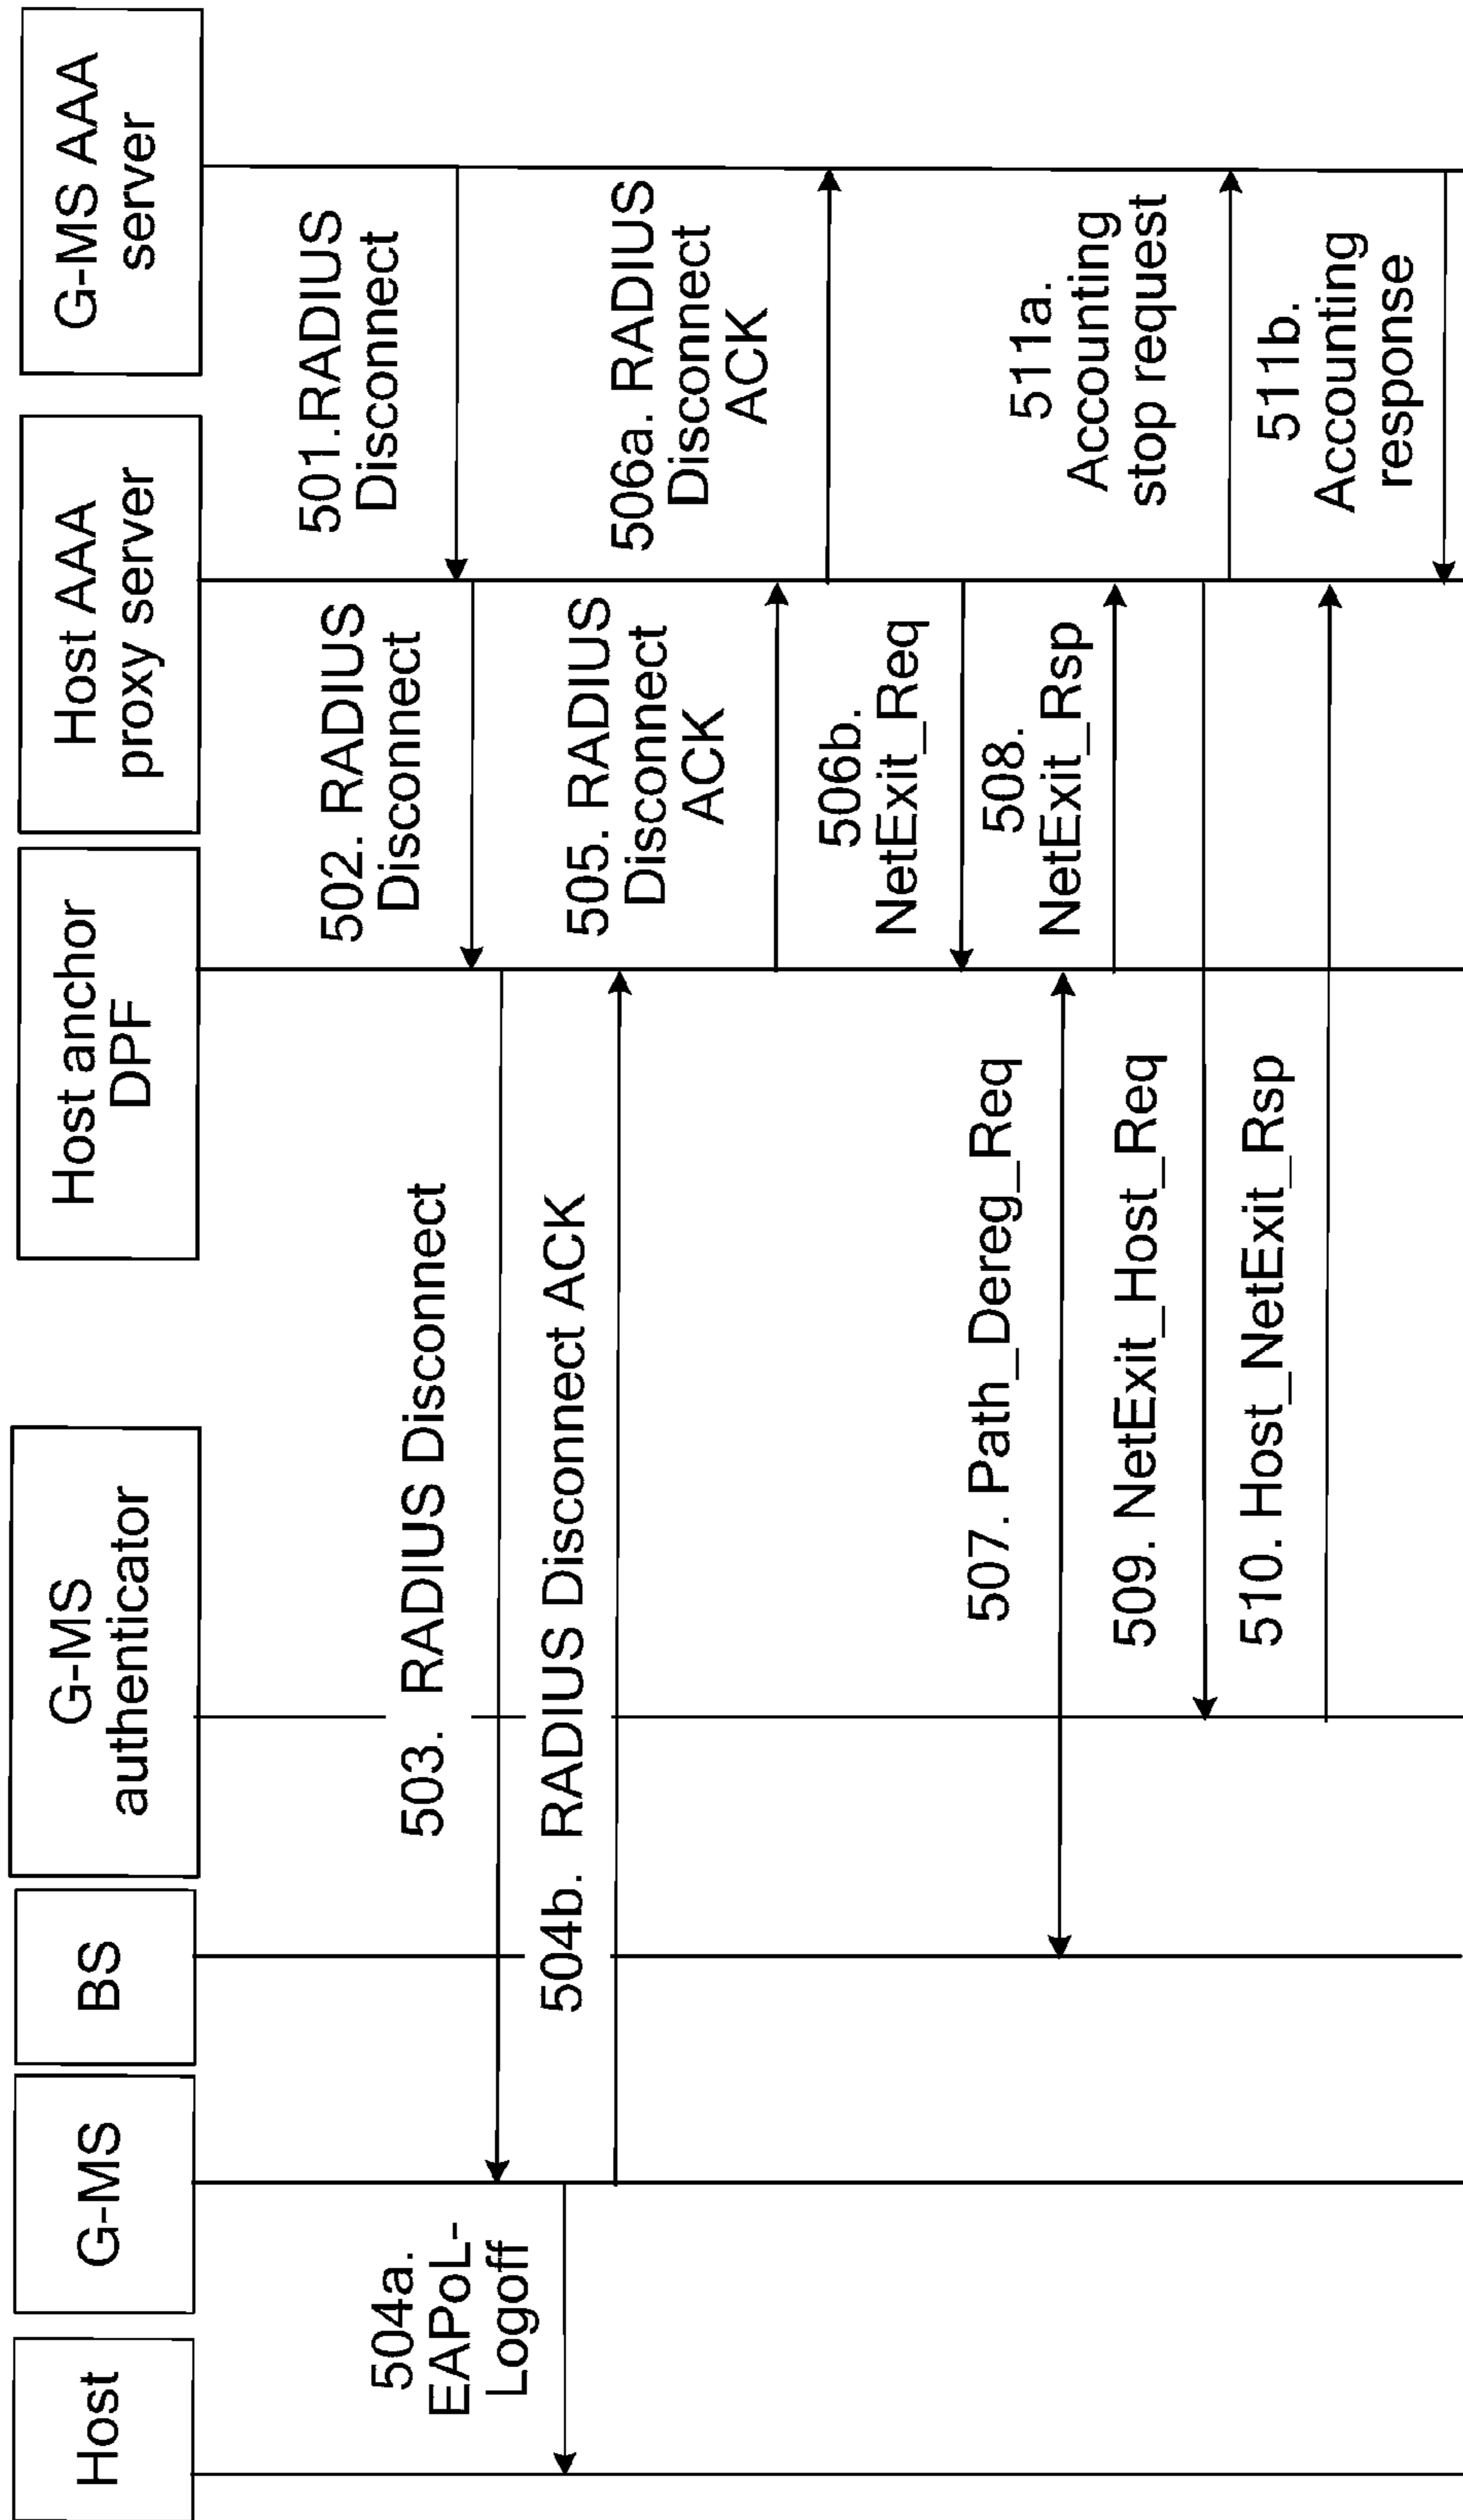 Host
G-MS
BS
G-MS
authenticator
Host anchor
DPF
Host AAA
proxy server
G-MS AAA
server
501.RADIUS
Disconnect
502. RADIUS
Disconnect
503. RADIUS Disconnect
504a.
EAPoL-
Logoff
504b. RADIUS Disconnect ACK
505. RADIUS
Disconnect
ACK
506a. RADIUS
Disconnect
ACK
506b.
NetExit_Req
507. Path_Dereg_Req
508.
NetExit_Rsp
509. NetExit_Host_Req
510. Host_NetExit_Rsp
511a.
Accounting
stop request
511b.
Accounting
response